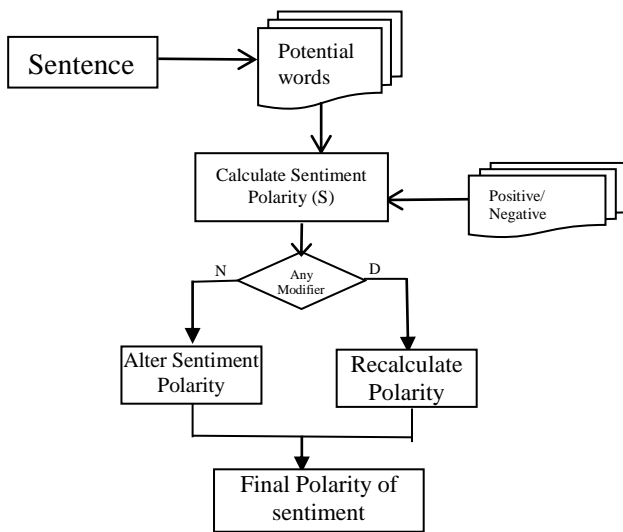 Sentence
Potential
words
Calculate Sentiment
Polarity (S)
Positive/
Negative
N
Any
Modifier
D
Alter Sentiment
Polarity
Recalculate
Polarity
Final Polarity of
sentiment